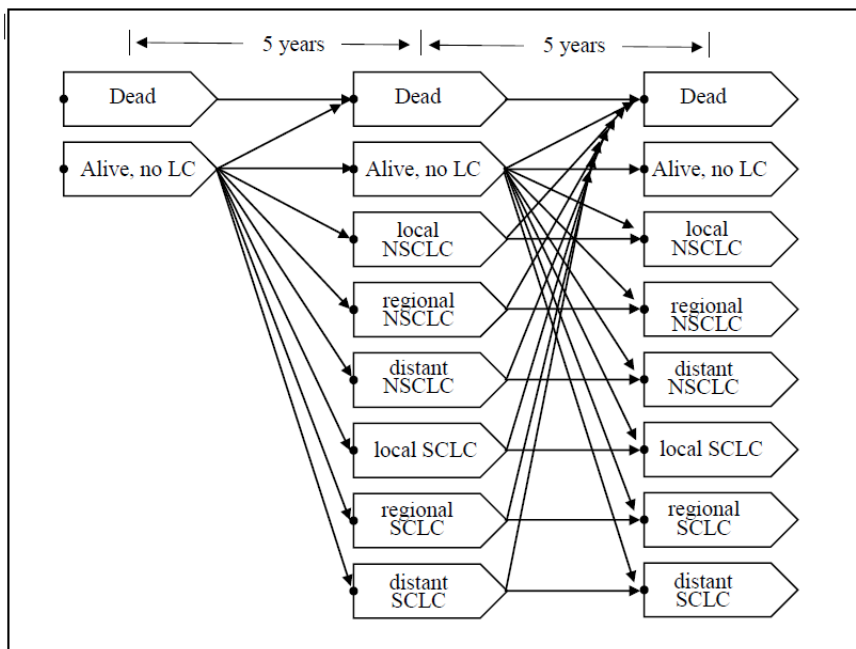 5 years
5 years
Dead
Dead
Dead
Alive, no LC
Alive, no LC
Alive, no LC
local
NSCLC
local
NSCLC
regional
NSCLC
regional
NSCLC
distant
NSCLC
distant
NSCLC
local SCLC
local SCLC
regional
SCLC
regional
SCLC
distant
SCLC
distant
SCLC